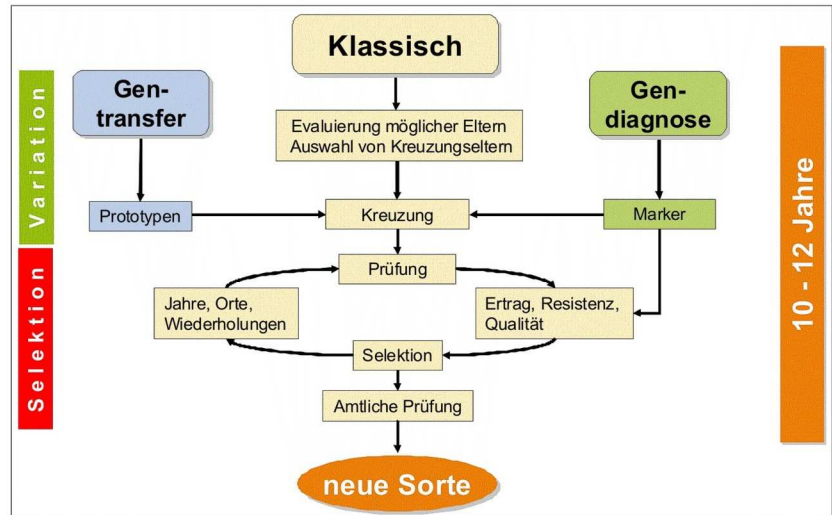 Klassisch
Gen-
transfer
Gen-
diagnose
Variation
Evaluierung möglicher Eltern
Auswahl von Kreuzungseltern
Prototypen
Kreuzung
Marker
10 - 12 Jahre
Selektion
Prüfung
Jahre, Orte,
Wiederholungen
Ertrag, Resistenz,
Qualität
Selektion
Amtliche Prüfung
neue Sorte